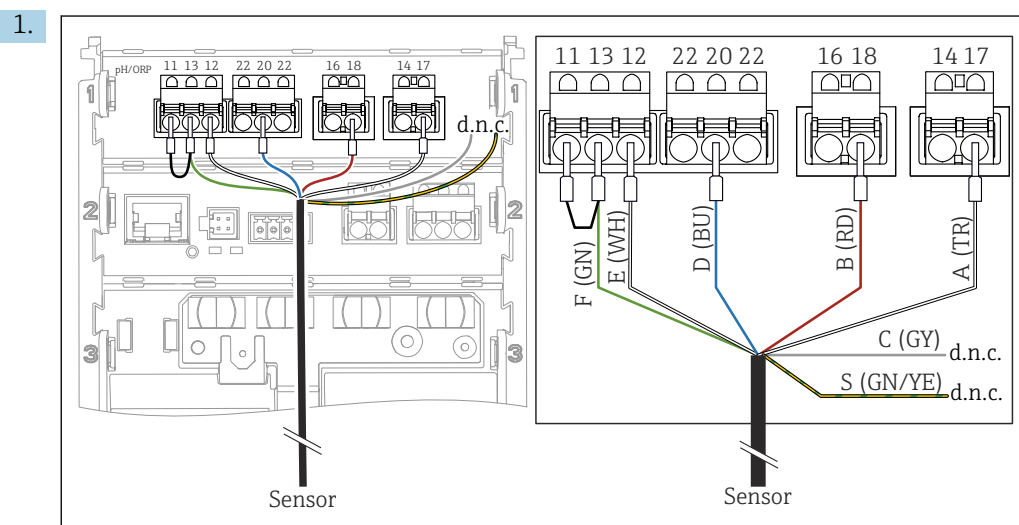 1.
pH/ORP 11 13 12 22 20 22 16 18 14 17
1 1
d.n.c.
2 2
3 3
Sensor
11 13 12 22 20 22 16 18 14 17
F (GN) E (WH) D (BU) B (RD) A (TR)
C (GY) d.n.c.
S (GN/YE) d.n.c.
Sensor